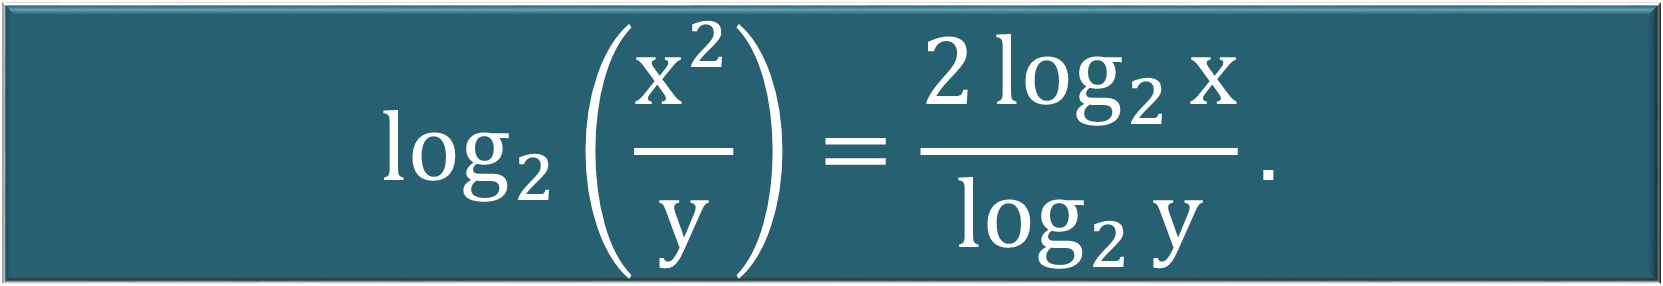 log₂ (x²/y) = 2 log₂ x / log₂ y .